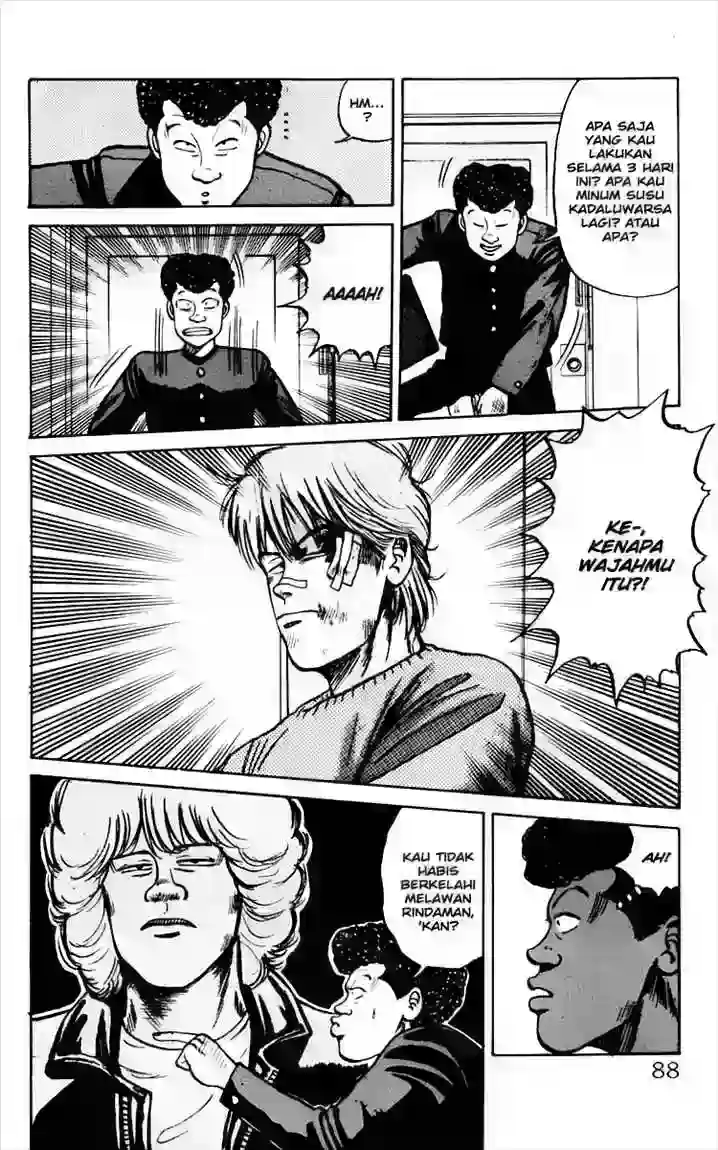 APA SAJA
YANG KAU
LAKUKAN
SELAMA 3 HARI
INI? APA KAU
MINUM SUSU
KADALUWARSA
LAGI? ATAU
APA?
HM...
?
AAAAH!
KE-,
KENAPA
WAJAHMU
ITU?!
AH!
KAU TIDAK
HABIS
BERKELAHI
MELAWAN
RINDAMAN,
'KAN?
88